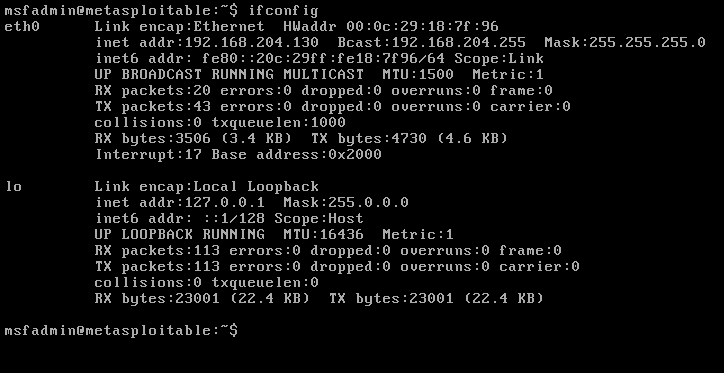 msfadmin@metasploitable:~$ ifconfig
eth0      Link encap:Ethernet  HWaddr 00:0c:29:18:7f:96
          inet addr:192.168.204.130  Bcast:192.168.204.255  Mask:255.255.255.0
          inet6 addr: fe80::20c:29ff:fe18:7f96/64 Scope:Link
          UP BROADCAST RUNNING MULTICAST  MTU:1500  Metric:1
          RX packets:20 errors:0 dropped:0 overruns:0 frame:0
          TX packets:43 errors:0 dropped:0 overruns:0 carrier:0
          collisions:0 txqueuelen:1000
          RX bytes:3506 (3.4 KB)  TX bytes:4730 (4.6 KB)
          Interrupt:17 Base address:0x2000
lo        Link encap:Local Loopback
          inet addr:127.0.0.1  Mask:255.0.0.0
          inet6 addr: ::1/128 Scope:Host
          UP LOOPBACK RUNNING  MTU:16436  Metric:1
          RX packets:113 errors:0 dropped:0 overruns:0 frame:0
          TX packets:113 errors:0 dropped:0 overruns:0 carrier:0
          collisions:0 txqueuelen:0
          RX bytes:23001 (22.4 KB)  TX bytes:23001 (22.4 KB)
msfadmin@metasploitable:~$